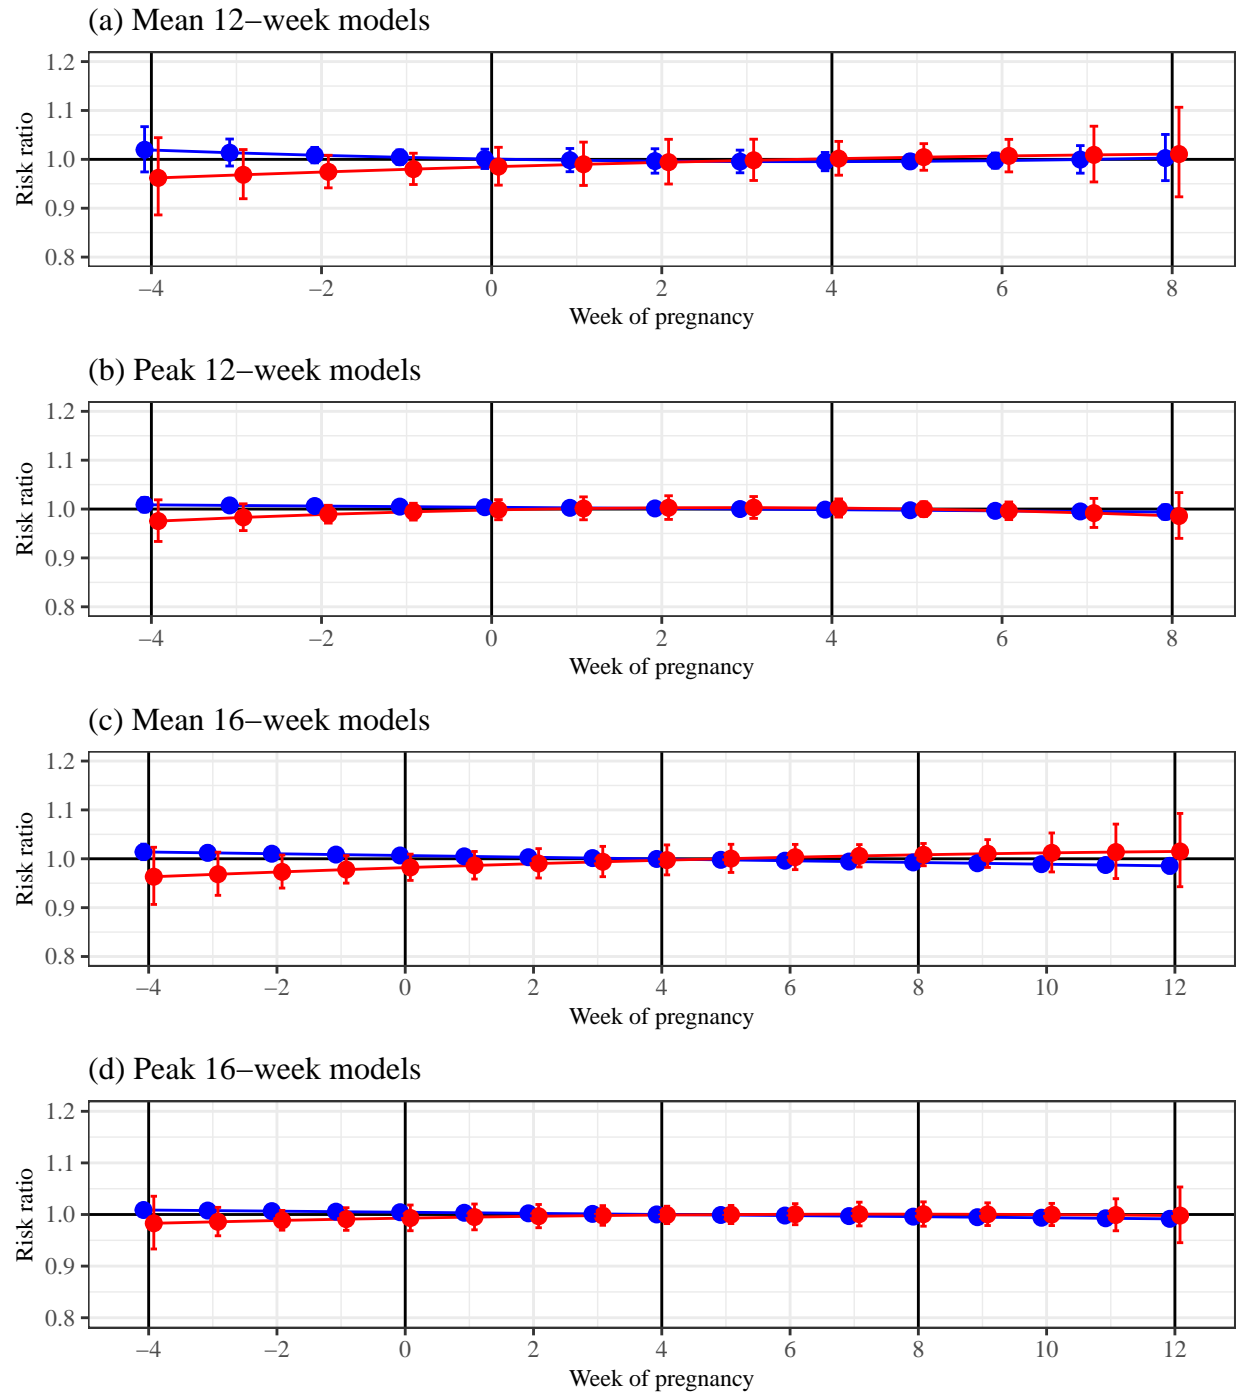 (a) Mean 12−week models
Risk ratio
1.2
1.1
1.0
0.9
0.8
−4 −2 0 2 4 6 8
Week of pregnancy
(b) Peak 12−week models
Risk ratio
1.2
1.1
1.0
0.9
0.8
−4 −2 0 2 4 6 8
Week of pregnancy
(c) Mean 16−week models
Risk ratio
1.2
1.1
1.0
0.9
0.8
−4 −2 0 2 4 6 8 10 12
Week of pregnancy
(d) Peak 16−week models
Risk ratio
1.2
1.1
1.0
0.9
0.8
−4 −2 0 2 4 6 8 10 12
Week of pregnancy